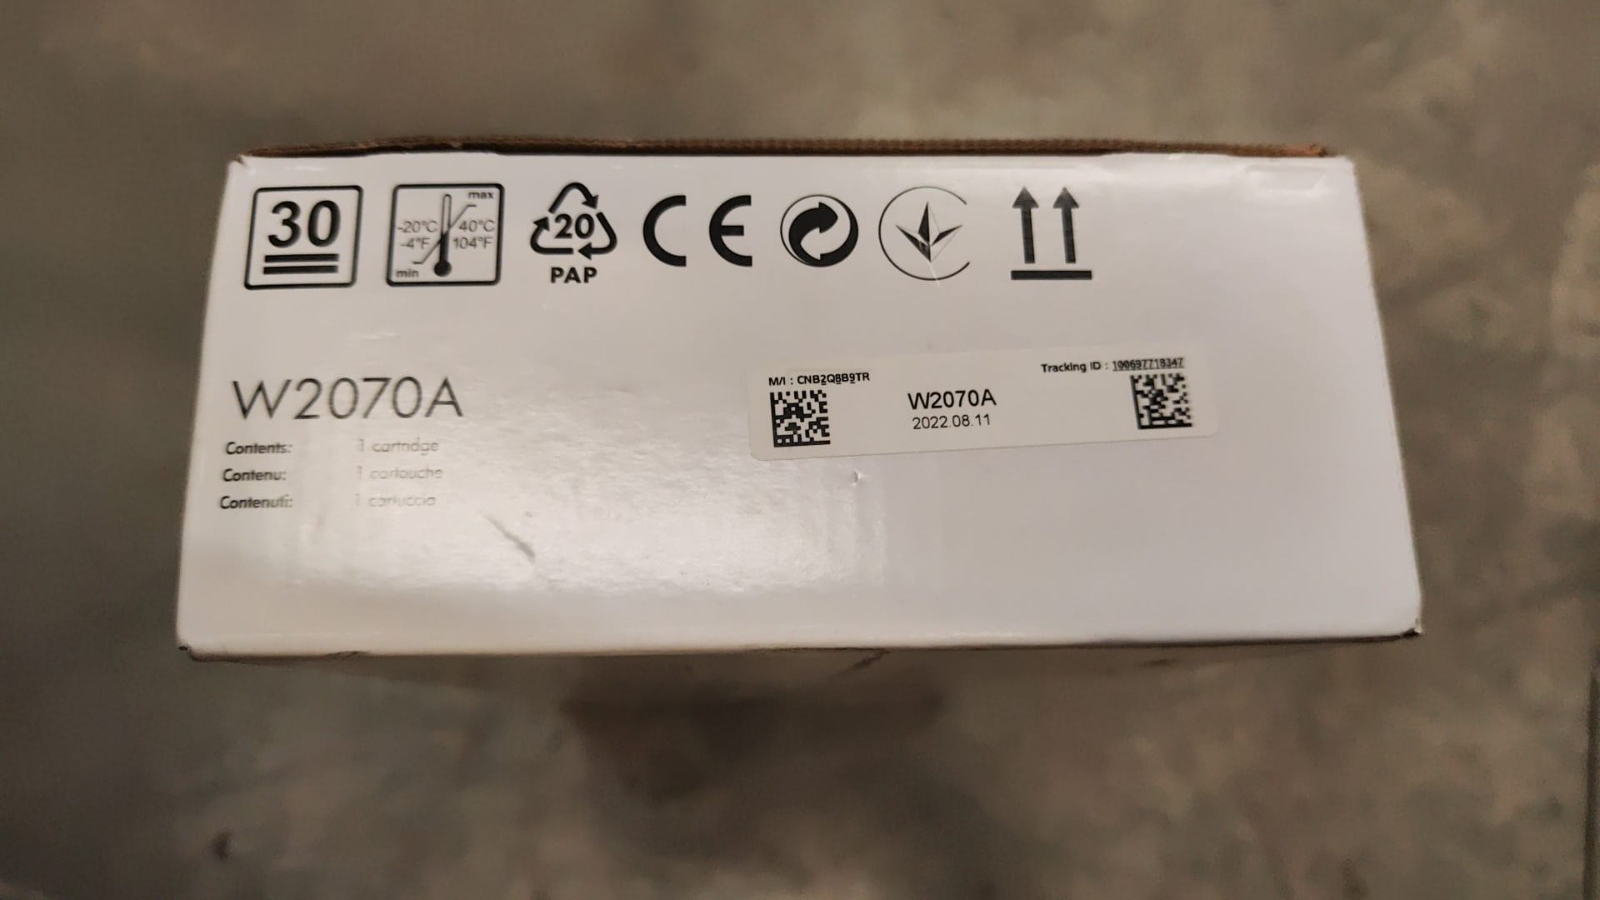 30
max
-20°C 40°C
-4°F 104°F
min
20
PAP
CE
W2070A
Contents: 1 cartridge
Contenu: 1 cartouche
Contenuti: 1 cartuccia
M/I : CNB2Q8B9TR
W2070A
2022.08.11
Tracking ID : 100697718347